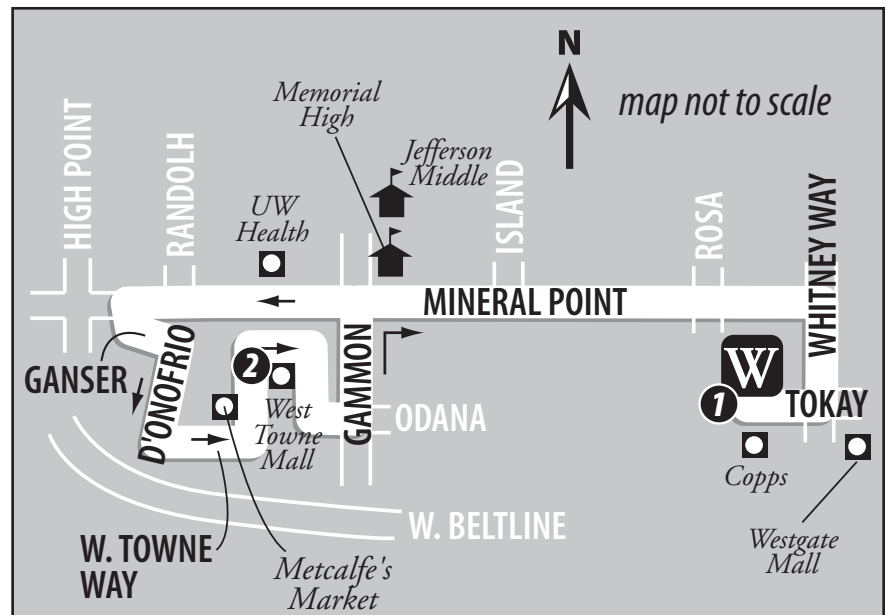 N
map not to scale
Memorial
High
Jefferson
Middle
HIGH POINT
RANDOLH
UW
Health
ISLAND
ROSA
WHITNEY WAY
MINERAL POINT
GANSER
D'ONOFRIO
2
West
Towne
Mall
GAMMON
ODANA
W
1
TOKAY
Copps
Westgate
Mall
W. BELTLINE
W. TOWNE
WAY
Metcalfe's
Market